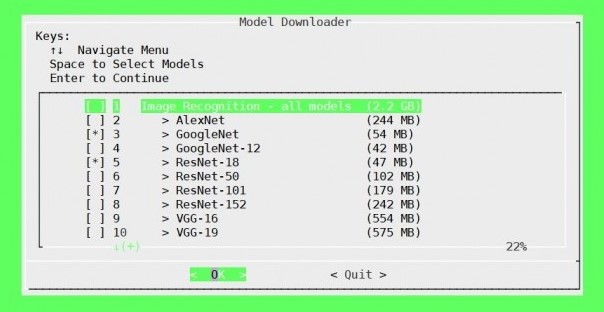 Model Downloader
Keys:
↑↓ Navigate Menu
Space to Select Models
Enter to Continue
[ ] 1 Image Recognition - all models (2.2 GB)
[ ] 2 > AlexNet (244 MB)
[*] 3 > GoogleNet (54 MB)
[ ] 4 > GoogleNet-12 (42 MB)
[*] 5 > ResNet-18 (47 MB)
[ ] 6 > ResNet-50 (102 MB)
[ ] 7 > ResNet-101 (179 MB)
[ ] 8 > ResNet-152 (242 MB)
[ ] 9 > VGG-16 (554 MB)
[ ] 10 > VGG-19 (575 MB)
↓(+) 22%
< OK > < Quit >